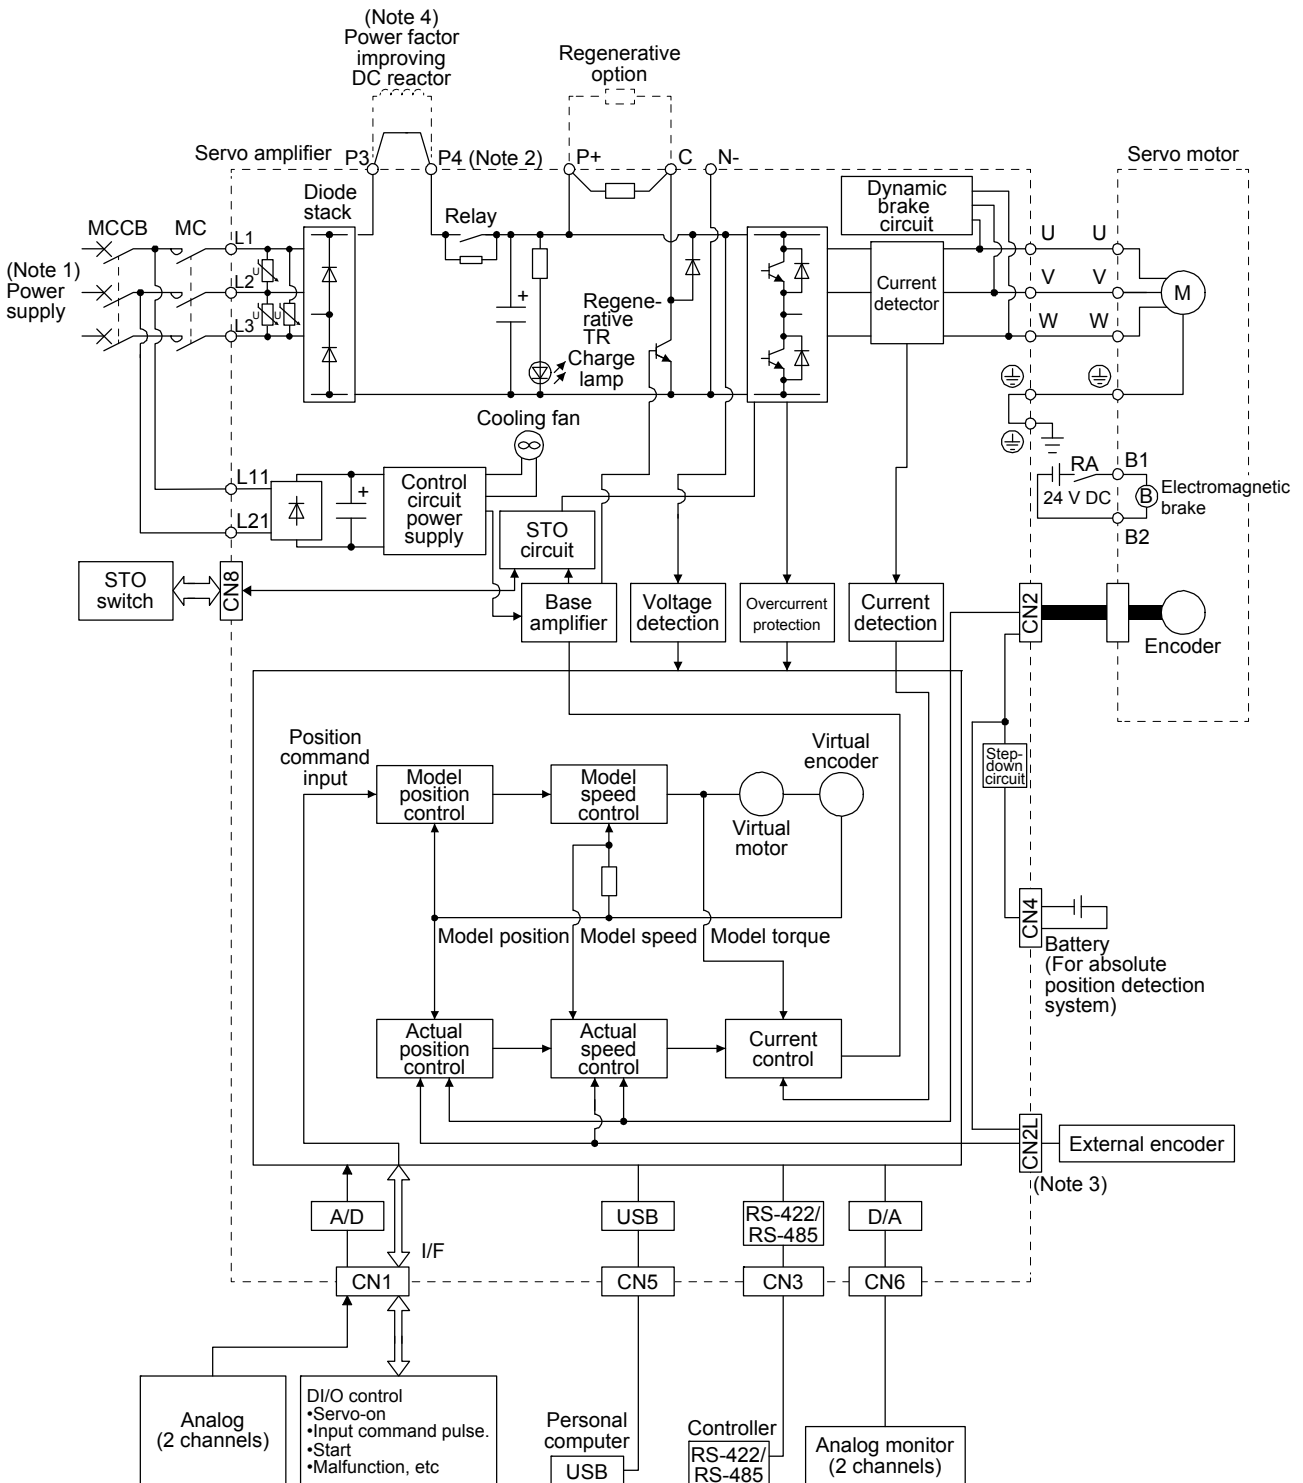 (Note 4)
Power factor
improving
DC reactor
Regenerative
option
Servo amplifier
P3
P4 (Note 2)
P+
C
N-
Servo motor
Diode
stack
Dynamic
brake
circuit
MCCB
MC
Relay
L1
L2
L3
U
U
V
V
W
W
(Note 1)
Power
supply
U
U
U
+
Regene-
rative
TR
Charge
lamp
Current
detector
M
Cooling fan
L11
L21
+
Control
circuit
power
supply
STO
circuit
RA
24 V DC
B1
B
B2
Electromagnetic
brake
STO
switch
CN8
Base
amplifier
Voltage
detection
Overcurrent
protection
Current
detection
CN2
Encoder
Position
command
input
Model
position
control
Model
speed
control
Virtual
motor
Virtual
encoder
Step-
down
circuit
Model position
Model speed
Model torque
CN4
Battery
(For absolute
position detection
system)
Actual
position
control
Actual
speed
control
Current
control
CN2L
External encoder
(Note 3)
A/D
I/F
USB
RS-422/
RS-485
D/A
CN1
CN5
CN3
CN6
Analog
(2 channels)
DI/O control
•Servo-on
•Input command pulse.
•Start
•Malfunction, etc
Personal
computer
USB
Controller
RS-422/
RS-485
Analog monitor
(2 channels)